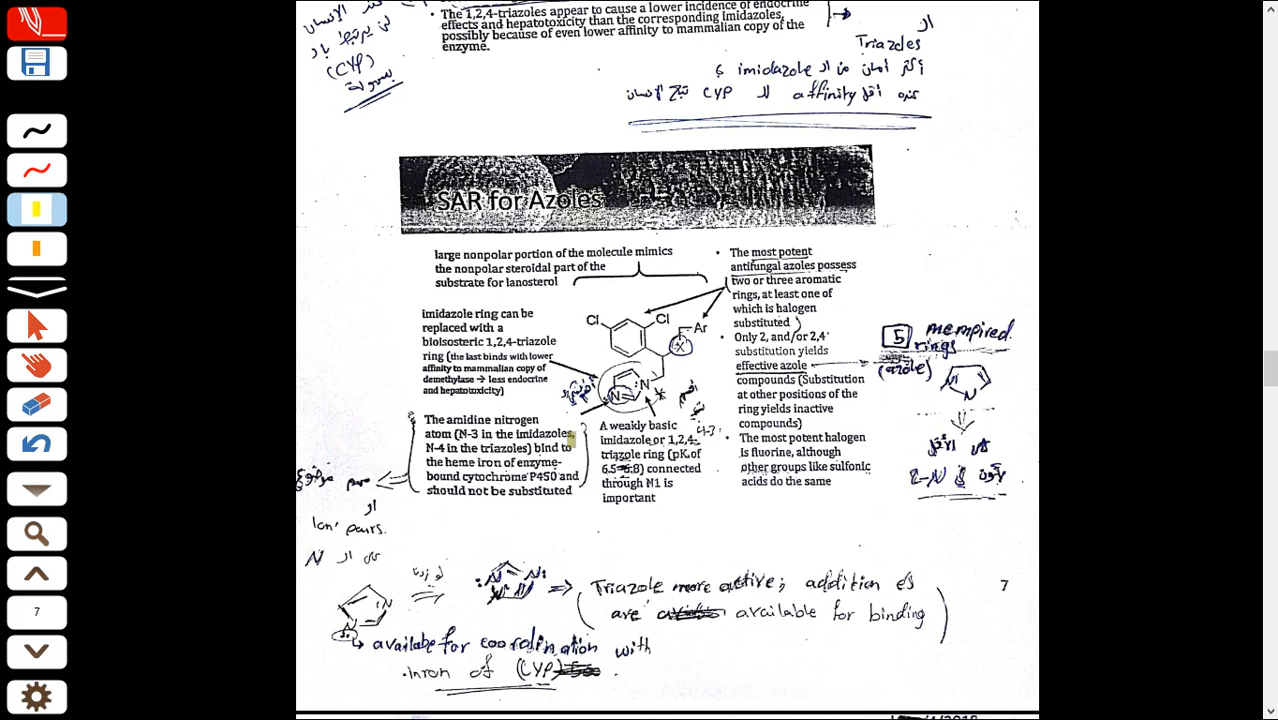 • The 1,2,4-triazoles appear to cause a lower incidence of endocrine
effects and hepatotoxicity than the corresponding imidazoles,
possibly because of even lower affinity to mammalian copy of the
enzyme.
(CYP)
بسهولة
ال
Triazles
أكثر أمان من ال imidazole
affinity أقل لل CYP
SAR for Azoles
large nonpolar portion of the molecule mimics
the nonpolar steroidal part of the
substrate for lanosterol
imidazole ring can be
replaced with a
bioisosteric 1,2,4-triazole
ring (the last binds with lower
affinity to mammalian copy of
demethylase → less endocrine
and hepatotoxicity)
The amidine nitrogen
atom (N-3 in the imidazoles,
N-4 in the triazoles) bind to
the heme iron of enzyme-
bound cytochrome P450 and
should not be substituted
Cl
Cl
Ar
X
N
N
A weakly basic
imidazole or 1,2,4-
triazole ring (pK of
6.5-6.8) connected
through N1 is
important
• The most potent
antifungal azoles possess
two or three aromatic
rings, at least one of
which is halogen
substituted
• Only 2, and/or 2,4
substitution yields
effective azole
compounds (Substitution
at other positions of the
ring yields inactive
compounds)
• The most potent halogen
is fluorine, although
other groups like sulfonic
acids do the same
5 mempired
rings
(azole)
N
ال
lon' pairs
N ال
N
N: N:
⇒ Triazole more active; addition es
are available for binding
→ available for coordination with
Inron of (CYP)
7
7